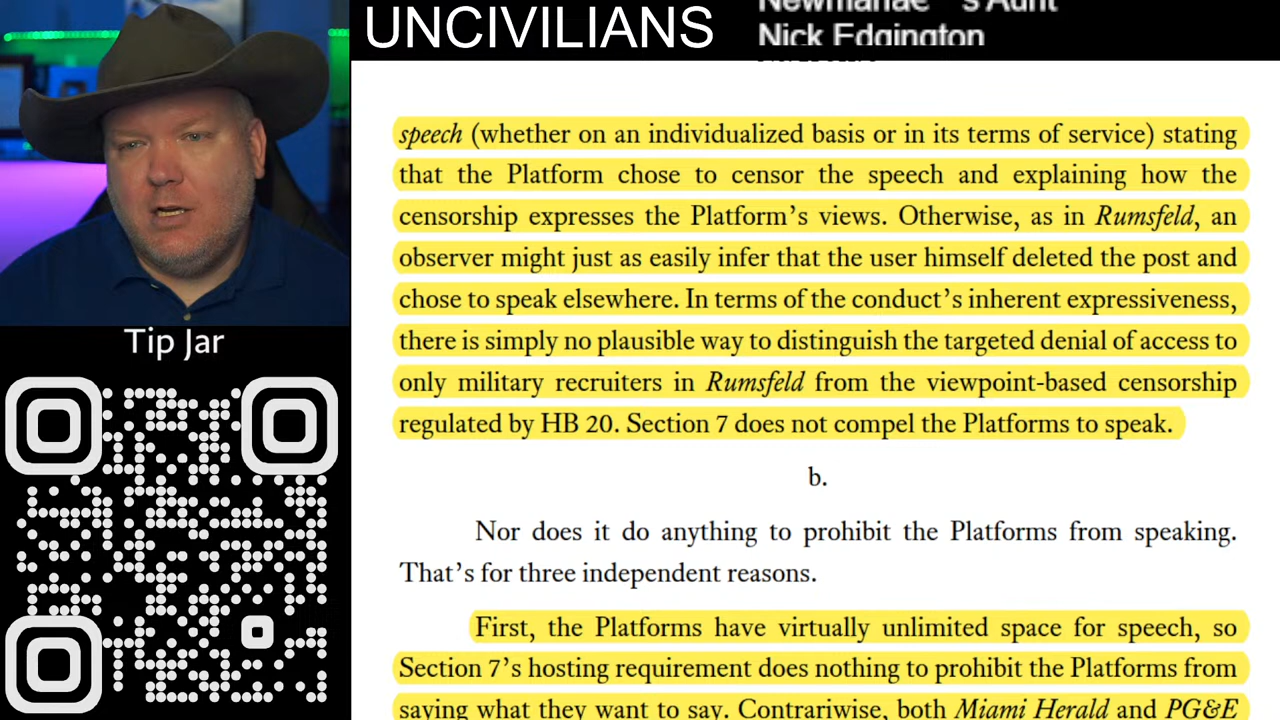 UNCIVILIANS
Nick Edgington
speech (whether on an individualized basis or in its terms of service) stating
that the Platform chose to censor the speech and explaining how the
censorship expresses the Platform's views. Otherwise, as in Rumsfeld, an
observer might just as easily infer that the user himself deleted the post and
chose to speak elsewhere. In terms of the conduct's inherent expressiveness,
there is simply no plausible way to distinguish the targeted denial of access to
only military recruiters in Rumsfeld from the viewpoint-based censorship
regulated by HB 20. Section 7 does not compel the Platforms to speak.
b.
Nor does it do anything to prohibit the Platforms from speaking.
That's for three independent reasons.
First, the Platforms have virtually unlimited space for speech, so
Section 7's hosting requirement does nothing to prohibit the Platforms from
saying what they want to say. Contrariwise, both Miami Herald and PG&E
Tip Jar